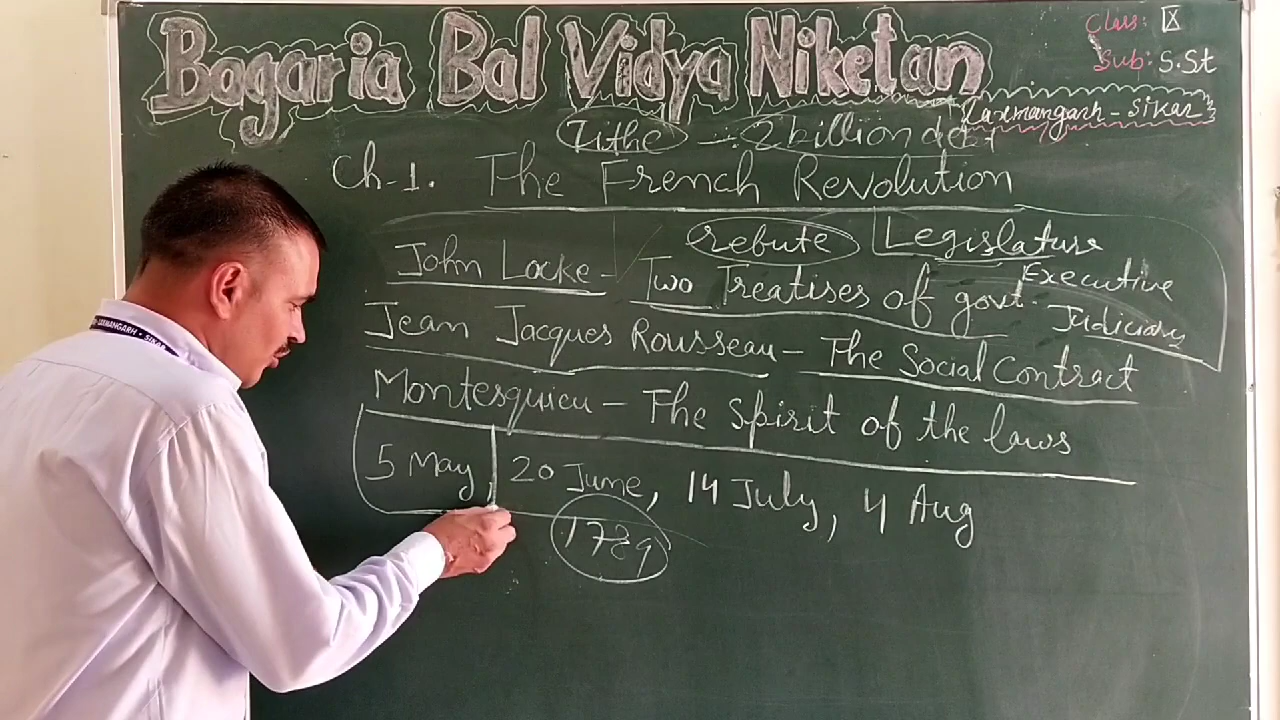 Bagaria Bal Vidya Niketan
Class: IX
Sub: S.St
Laxmangarh - Sikar
Tithe 2 billion
Ch-1. The French Revolution
rebute Legislature
Executive
Judiciary
John Locke - Two Treatises of govt.
Jean Jacques Rousseau - The Social Contract
Montesquieu - The Spirit of the laws
5 May, 20 June, 14 July, 4 Aug
1789
LAXMANGARH - SIKAR